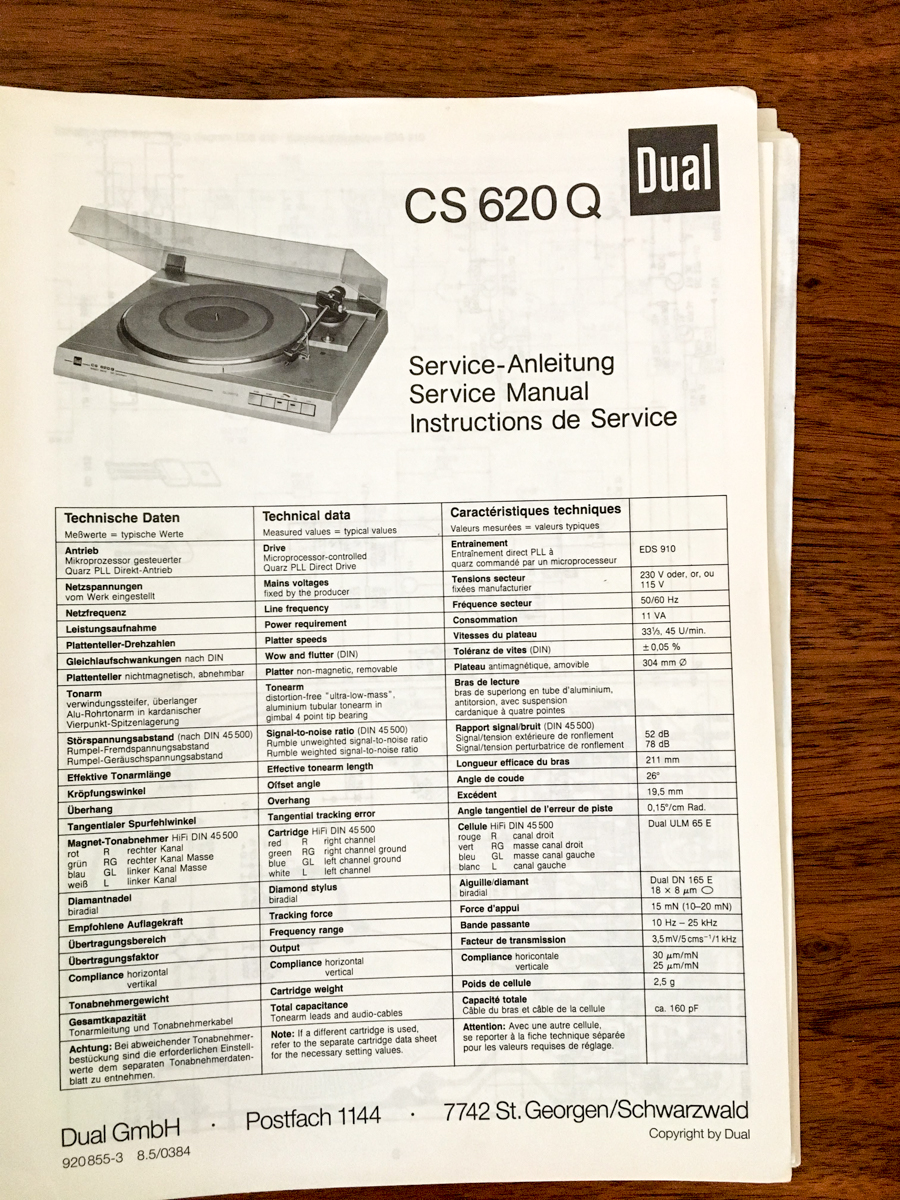 Dual
CS 620 Q
Service-Anleitung
Service Manual
Instructions de Service
Dual
CS 620 Q
Technische Daten
Meßwerte = typische Werte
Technical data
Measured values = typical values
Caractéristiques techniques
Valeurs mesurées = valeurs typiques
Antrieb
Mikroprozessor gesteuerter
Quarz PLL Direkt-Antrieb
Drive
Microprocessor-controlled
Quarz PLL Direct Drive
Entraînement
Entraînement direct PLL à
quarz commandé par un microprocesseur
EDS 910
Netzspannungen
vom Werk eingestellt
Mains voltages
fixed by the producer
Tensions secteur
fixées manufacturier
230 V oder, or, ou
115 V
Netzfrequenz
Line frequency
Fréquence secteur
50/60 Hz
Leistungsaufnahme
Power requirement
Consommation
11 VA
Plattenteller-Drehzahlen
Platter speeds
Vitesses du plateau
33⅓, 45 U/min.
Gleichlaufschwankungen nach DIN
Wow and flutter (DIN)
Toléranz de vites (DIN)
± 0,05 %
Plattenteller nichtmagnetisch, abnehmbar
Platter non-magnetic, removable
Plateau antimagnétique, amovible
304 mm Ø
Tonarm
verwindungssteifer, überlanger
Alu-Rohrtonarm in kardanischer
Vierpunkt-Spitzenlagerung
Tonearm
distortion-free "ultra-low-mass",
aluminium tubular tonearm in
gimbal 4 point tip bearing
Bras de lecture
bras de superlong en tube d'aluminium,
antitorsion, avec suspension
cardanique à quatre pointes
Störspannungsabstand (nach DIN 45 500)
Rumpel-Fremdspannungsabstand
Rumpel-Geräuschspannungsabstand
Signal-to-noise ratio (DIN 45 500)
Rumble unweighted signal-to-noise ratio
Rumble weighted signal-to-noise ratio
Rapport signal/bruit (DIN 45 500)
Signal/tension extérieure de ronflement
Signal/tension perturbatrice de ronflement
52 dB
78 dB
Effektive Tonarmlänge
Effective tonearm length
Longueur efficace du bras
211 mm
Kröpfungswinkel
Offset angle
Angle de coude
26°
Überhang
Overhang
Excédent
19,5 mm
Tangentialer Spurfehlwinkel
Tangential tracking error
Angle tangentiel de l'erreur de piste
0,15°/cm Rad.
Magnet-Tonabnehmer HiFi DIN 45 500
rot R rechter Kanal
grün RG rechter Kanal Masse
blau GL linker Kanal Masse
weiß L linker Kanal
Cartridge HiFi DIN 45 500
red R right channel
green RG right channel ground
blue GL left channel ground
white L left channel
Cellule HiFi DIN 45 500
rouge R canal droit
vert RG masse canal droit
bleu GL masse canal gauche
blanc L canal gauche
Dual ULM 65 E
Diamantnadel
biradial
Diamond stylus
biradial
Aiguille/diamant
biradial
Dual DN 165 E
18 × 8 µm
Empfohlene Auflagekraft
Tracking force
Force d'appui
15 mN (10–20 mN)
Übertragungsbereich
Frequency range
Bande passante
10 Hz – 25 kHz
Übertragungsfaktor
Output
Facteur de transmission
3,5 mV/5 cms⁻¹/1 kHz
Compliance horizontal
vertikal
Compliance horizontal
vertical
Compliance horicontale
verticale
30 µm/mN
25 µm/mN
Tonabnehmergewicht
Cartridge weight
Poids de cellule
2,5 g
Gesamtkapazität
Tonarmleitung und Tonabnehmerkabel
Total capacitance
Tonearm leads and audio-cables
Capacité totale
Câble du bras et câble de la cellule
ca. 160 pF
Achtung: Bei abweichender Tonabnehmer-
bestückung sind die erforderlichen Einstell-
werte dem separaten Tonabnehmerdaten-
blatt zu entnehmen.
Note: If a different cartridge is used,
refer to the separate cartridge data sheet
for the necessary setting values.
Attention: Avec une autre cellule,
se reporter à la fiche technique séparée
pour les valeurs requises de réglage.
Dual GmbH · Postfach 1144 · 7742 St. Georgen/Schwarzwald
920 855-3 8.5/0384
Copyright by Dual